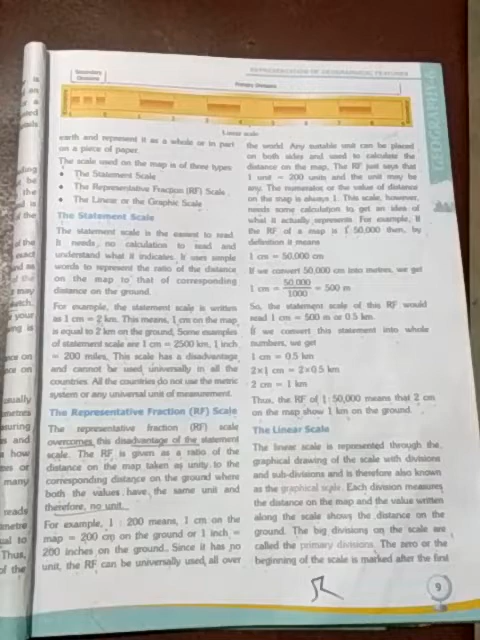 REPRESENTATION OF GEOGRAPHICAL FEATURES
GEOGRAPHY-6
Secondary
Divisions
Primary Divisions
Linear scale
earth and represent it as a whole or in part
on a piece of paper.
The scale used on the map is of three types
• The Statement Scale
• The Representative Fraction (RF) Scale
• The Linear or the Graphic Scale
The Statement Scale
The statement scale is the easiest to read.
It needs no calculation to read and
understand what it indicates. It uses simple
words to represent the ratio of the distance
on the map to that of corresponding
distance on the ground.
For example, the statement scale is written
as 1 cm = 2 km. This means, 1 cm on the map
is equal to 2 km on the ground. Some examples
of statement scale are 1 cm = 2500 km, 1 inch
= 200 miles. This scale has a disadvantage
and cannot be used universally in all the
countries. All the countries do not use the metric
system or any universal unit of measurement.
The Representative Fraction (RF) Scale
The representative fraction (RF) scale
overcomes this disadvantage of the statement
scale. The RF is given as a ratio of the
distance on the map taken as unity to the
corresponding distance on the ground where
both the values have the same unit and
therefore, no unit.
For example, 1 : 200 means, 1 cm on the
map = 200 cm on the ground or 1 inch =
200 inches on the ground. Since it has no
unit, the RF can be universally used, all over
the world. Any suitable unit can be placed
on both sides and used to calculate the
distance on the map. The RF just says that
1 unit = 200 units and the unit may be
any. The numerator or the value of distance
on the map is always 1. This scale, however,
needs some calculation to get an idea of
what it actually represents. For example, if
the RF of a map is 1 : 50,000 then, by
definition it means
1 cm = 50,000 cm
If we convert 50,000 cm into metres, we get
1 cm = 50,000/1000 = 500 m
So, the statement scale of this RF would
read 1 cm = 500 m or 0.5 km.
If we convert this statement into whole
numbers, we get
1 cm = 0.5 km
2×1 cm = 2×0.5 km
2 cm = 1 km
Thus, the RF of 1 : 50,000 means that 2 cm
on the map show 1 km on the ground.
The Linear Scale
The linear scale is represented through the
graphical drawing of the scale with divisions
and sub-divisions and is therefore also known
as the graphical scale. Each division measures
the distance on the map and the value written
along the scale shows the distance on the
ground. The big divisions on the scale are
called the primary divisions. The zero or the
beginning of the scale is marked after the first
9